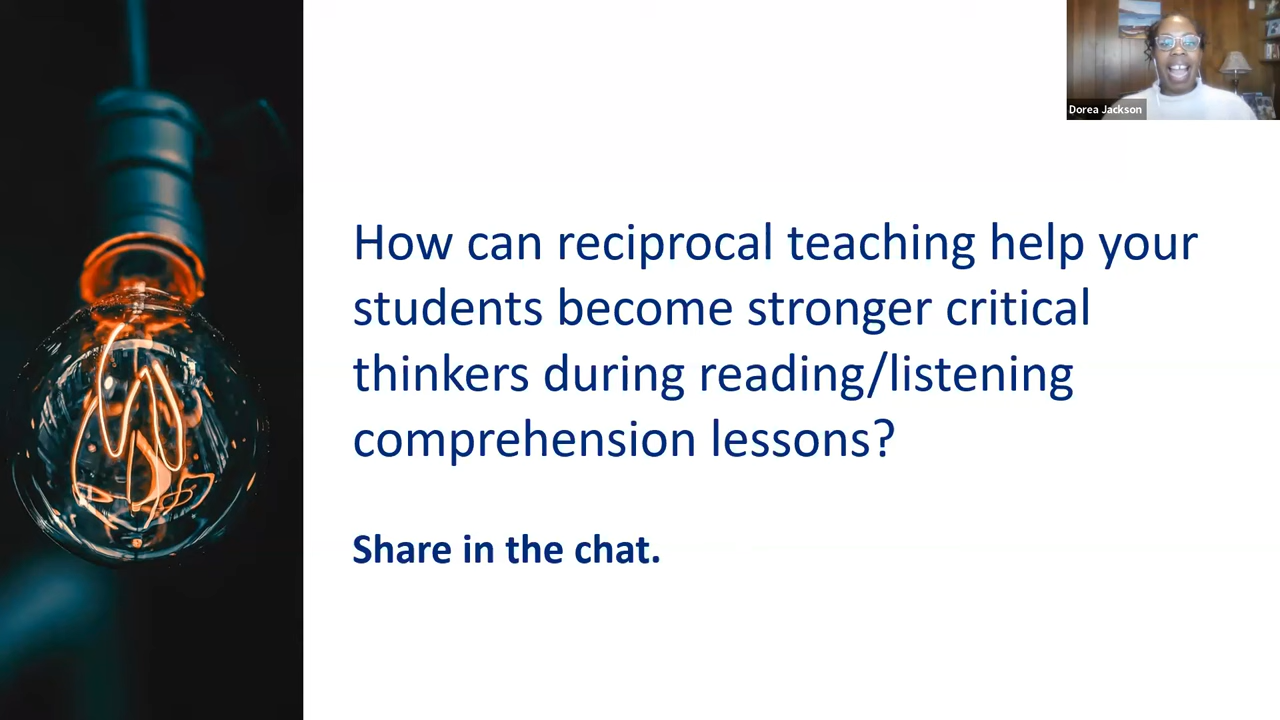 Dorea Jackson
How can reciprocal teaching help your
students become stronger critical
thinkers during reading/listening
comprehension lessons?
Share in the chat.